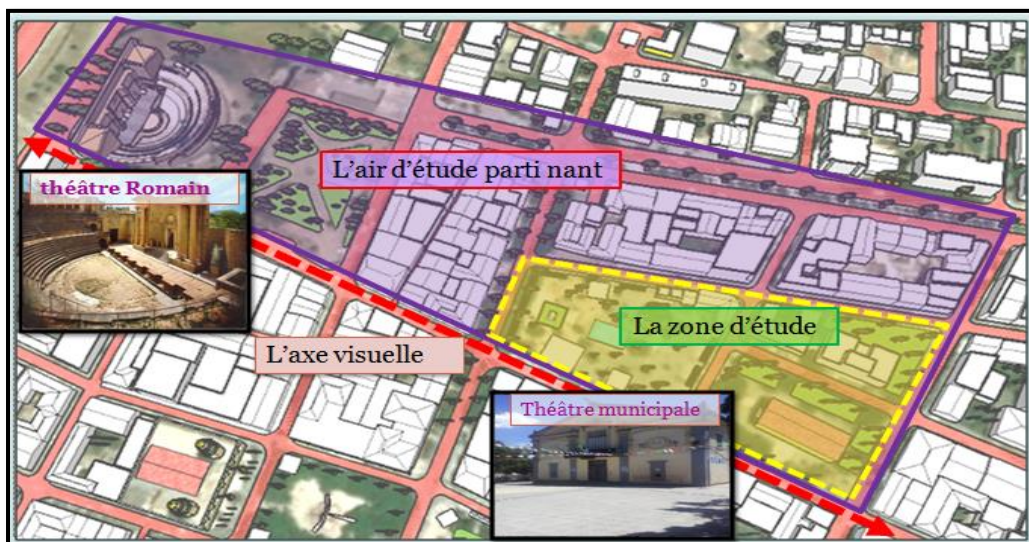 L'air d'étude parti nant
théâtre Romain
La zone d'étude
L'axe visuelle
Théâtre municipale